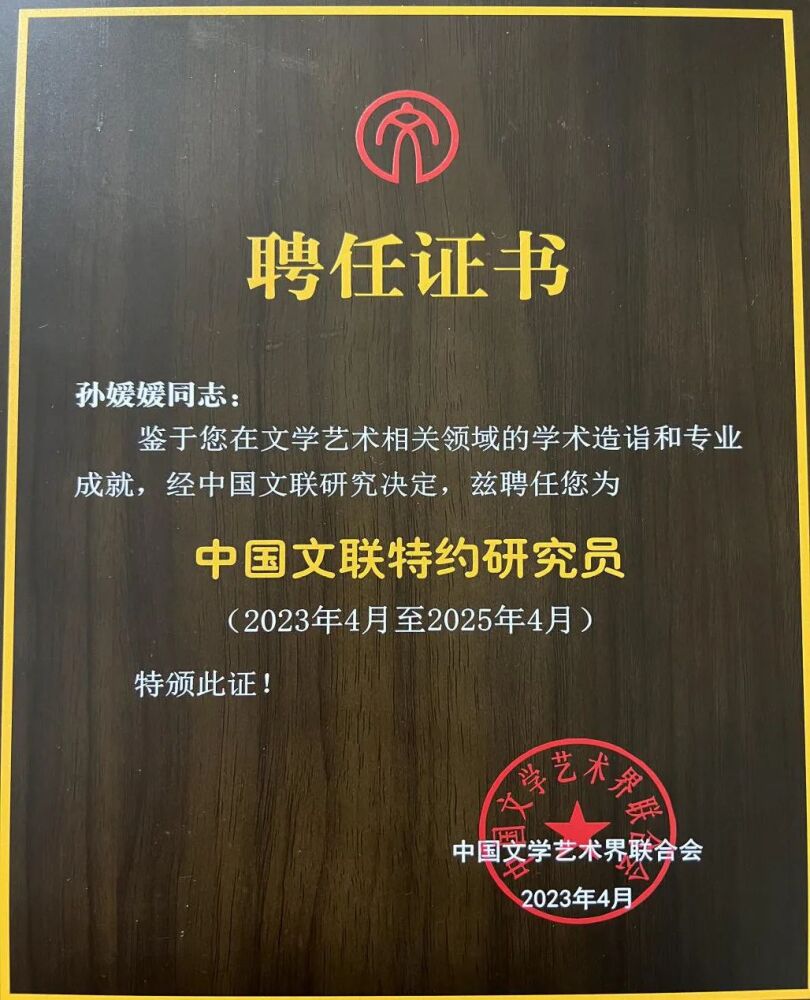 聘任证书
孙媛媛同志：
鉴于您在文学艺术相关领域的学术造诣和专业
成就，经中国文联研究决定，兹聘任您为
中国文联特约研究员
（2023年4月至2025年4月）
特颁此证！
中国文学艺术界联合会
中国文学艺术界联合会
2023年4月